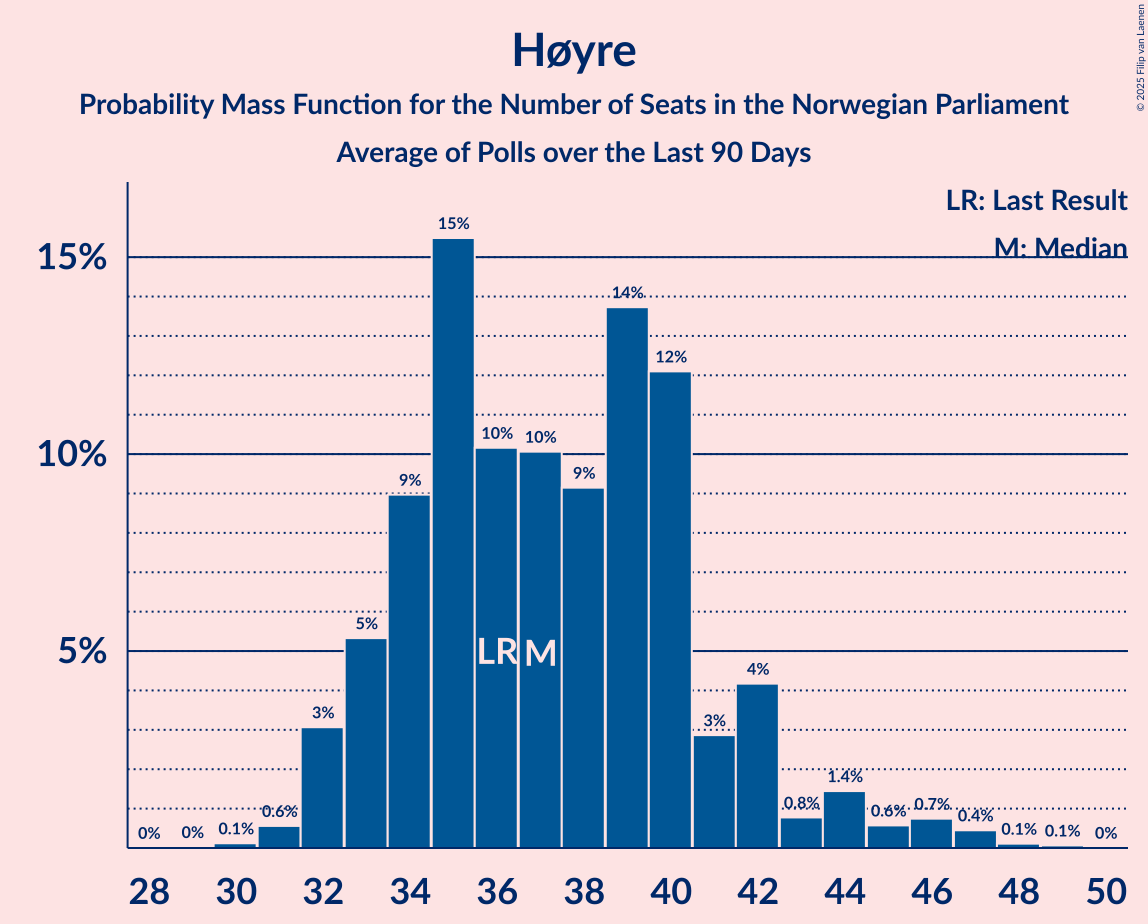 Høyre
Probability Mass Function for the Number of Seats in the Norwegian Parliament
Average of Polls over the Last 90 Days
© 2025 Filip van Laenen
LR: Last Result
M: Median
15%
10%
5%
0%
0%
0.1%
0.6%
3%
5%
9%
15%
10%
10%
9%
14%
12%
3%
4%
0.8%
1.4%
0.6%
0.7%
0.4%
0.1%
0.1%
0%
LR
M
28 30 32 34 36 38 40 42 44 46 48 50